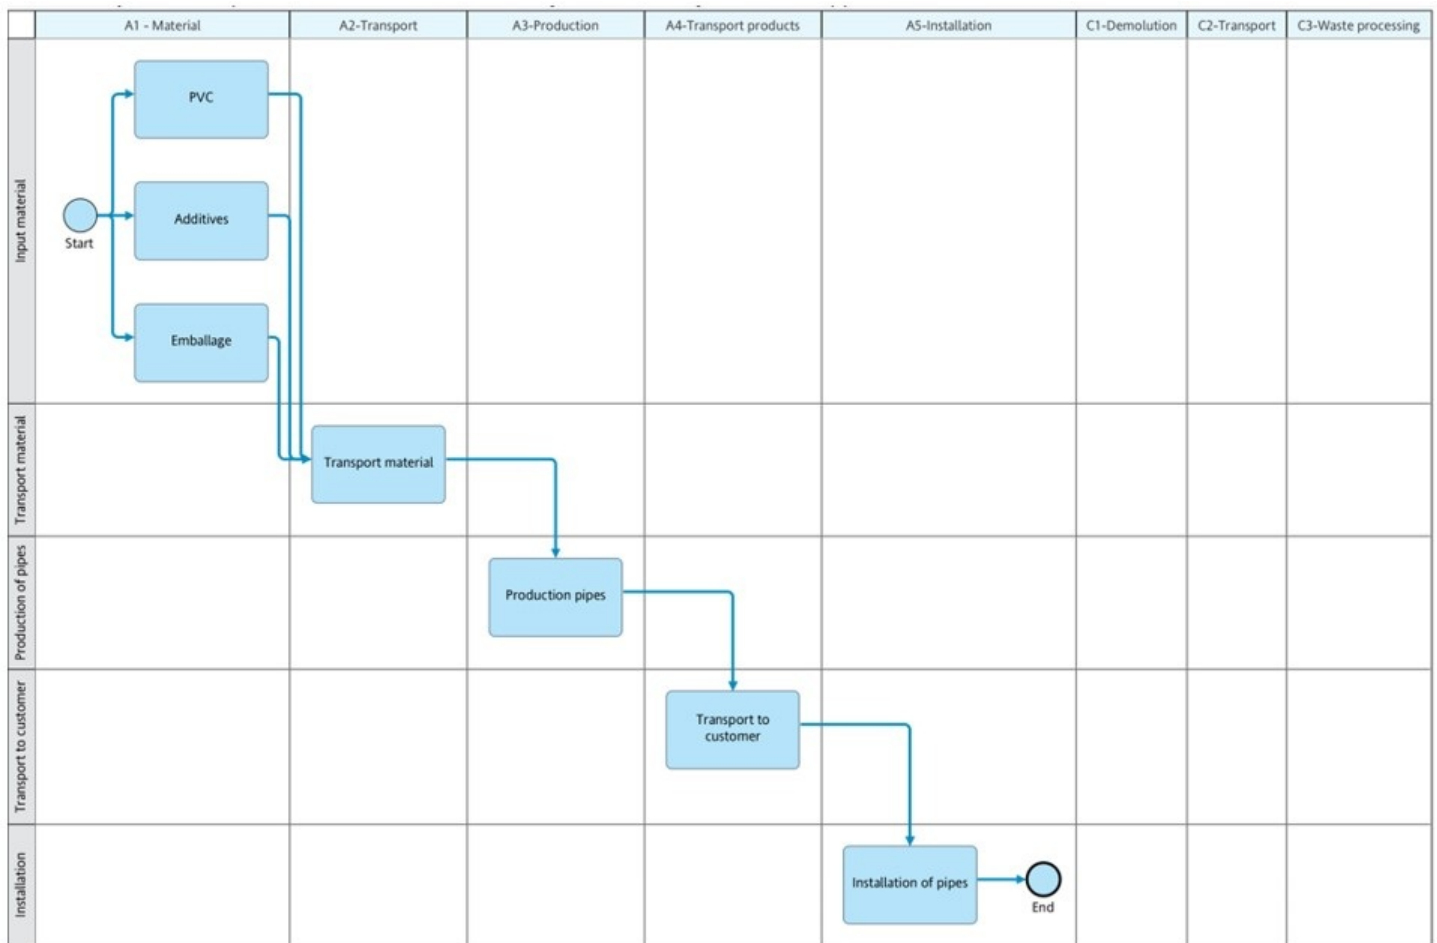 A1 - Material
A2-Transport
A3-Production
A4-Transport products
A5-Installation
C1-Demolution
C2-Transport
C3-Waste processing
Input material
Start
PVC
Additives
Emballage
Transport material
Transport material
Production of pipes
Production pipes
Transport to customer
Transport to
customer
Installation
Installation of pipes
End